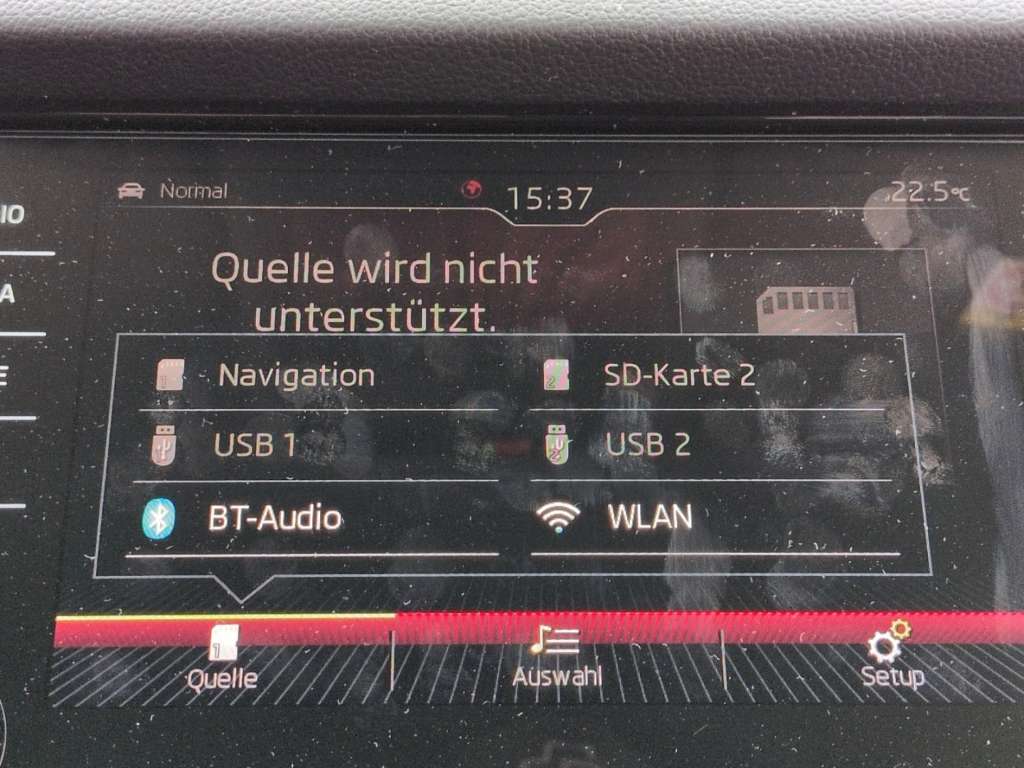 Normal
15:37
22.5°C
IO
A
E
Quelle wird nicht
unterstützt.
Navigation
SD-Karte 2
USB 1
USB 2
BT-Audio
WLAN
Quelle
Auswahl
Setup